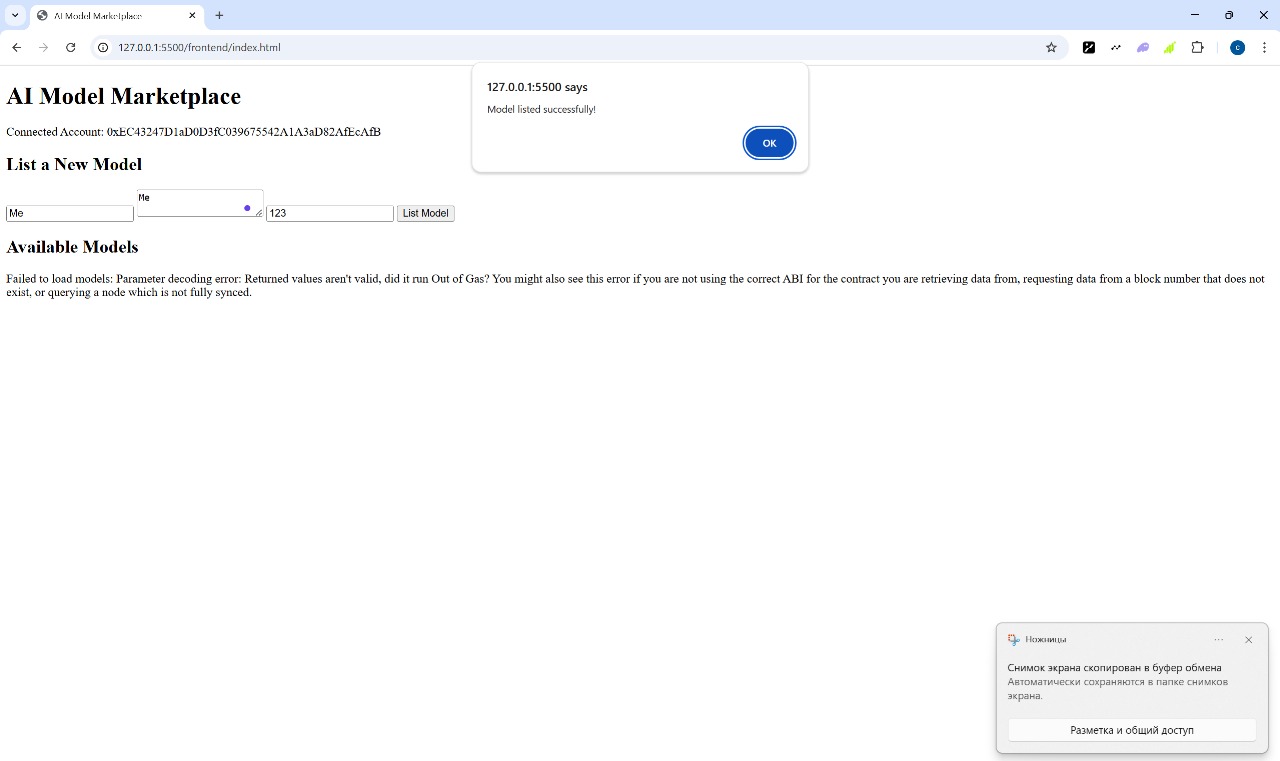 AI Model Marketplace
127.0.0.1:5500/frontend/index.html
C
127.0.0.1:5500 says
Model listed successfully!
OK
AI Model Marketplace
Connected Account: 0xEC43247D1aD0D3fC039675542A1A3aD82AfEcAfB
List a New Model
Me
Me
123
List Model
Available Models
Failed to load models: Parameter decoding error: Returned values aren't valid, did it run Out of Gas? You might also see this error if you are not using the correct ABI for the contract you are retrieving data from, requesting data from a block number that does not
exist, or querying a node which is not fully synced.
Ножницы
Снимок экрана скопирован в буфер обмена
Автоматически сохраняются в папке снимков
экрана.
Разметка и общий доступ